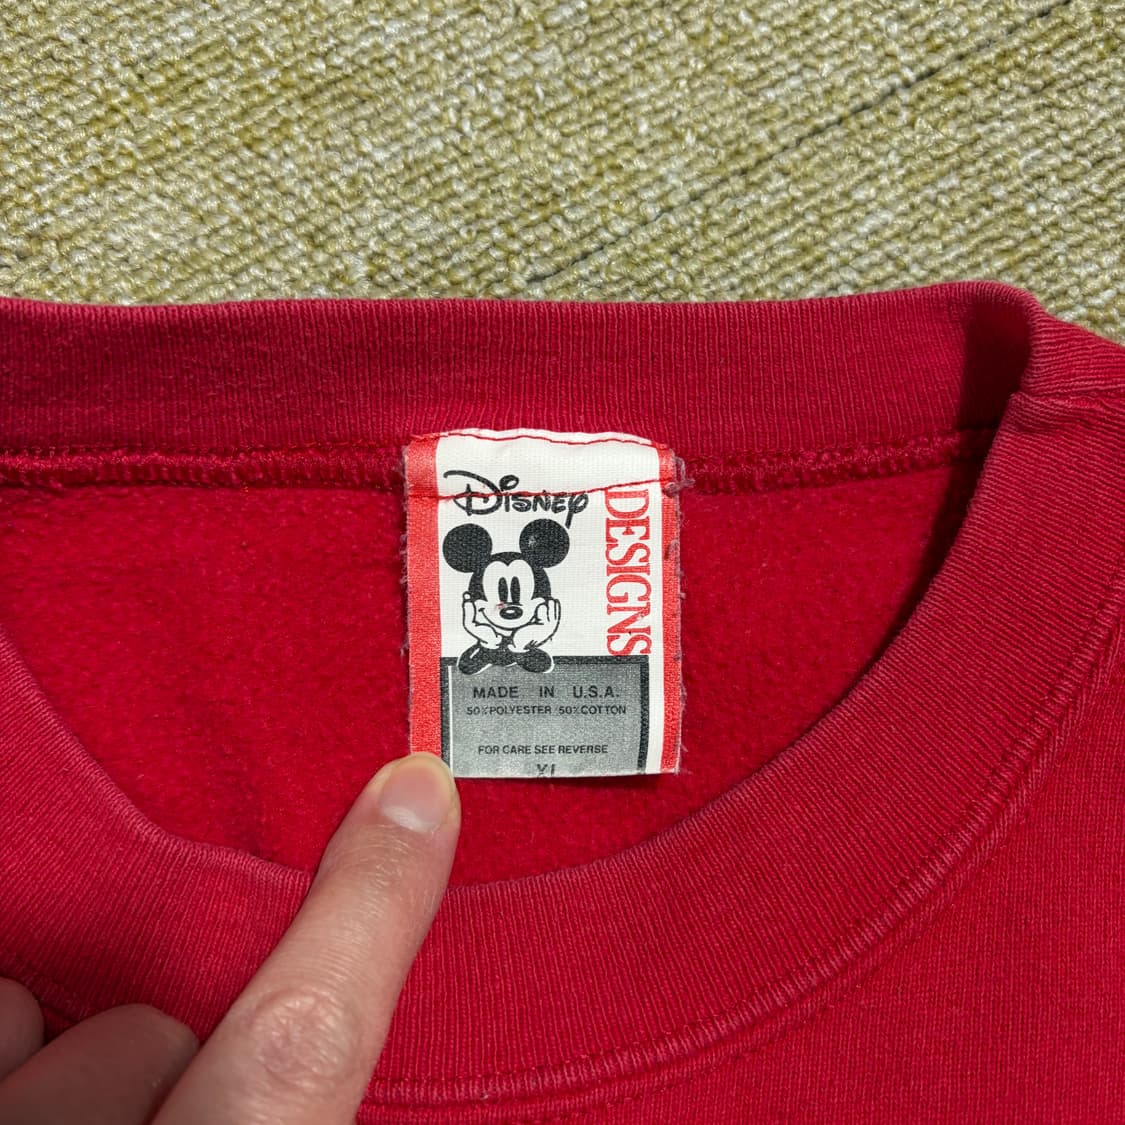 Disney
DESIGNS
MADE IN U.S.A.
50%POLYESTER 50%COTTON
FOR CARE SEE REVERSE
XL